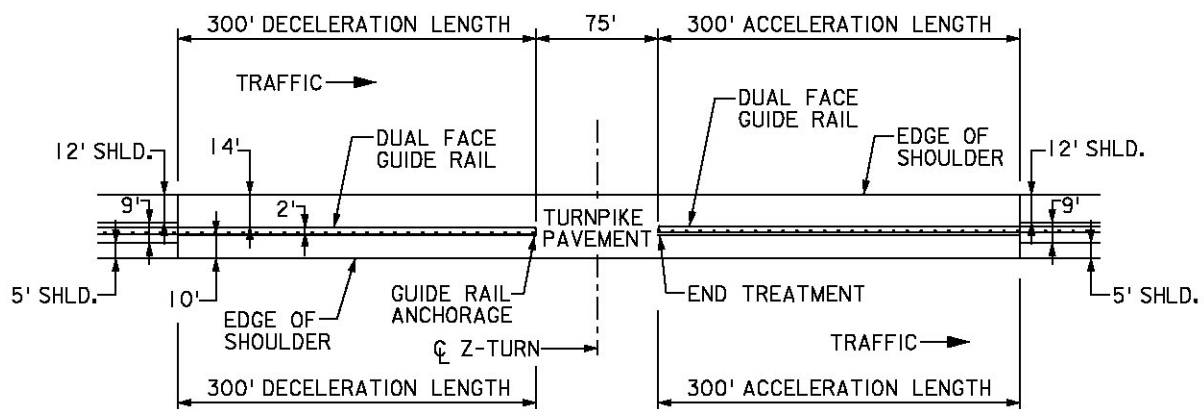 300' DECELERATION LENGTH
75'
300' ACCELERATION LENGTH
TRAFFIC
DUAL FACE
GUIDE RAIL
DUAL FACE
GUIDE RAIL
EDGE OF
SHOULDER
12' SHLD.
14'
12' SHLD.
9'
2'
TURNPIKE
PAVEMENT
9'
5' SHLD.
10'
GUIDE RAIL
ANCHORAGE
END TREATMENT
5' SHLD.
EDGE OF
SHOULDER
℄ Z-TURN
TRAFFIC
300' DECELERATION LENGTH
300' ACCELERATION LENGTH